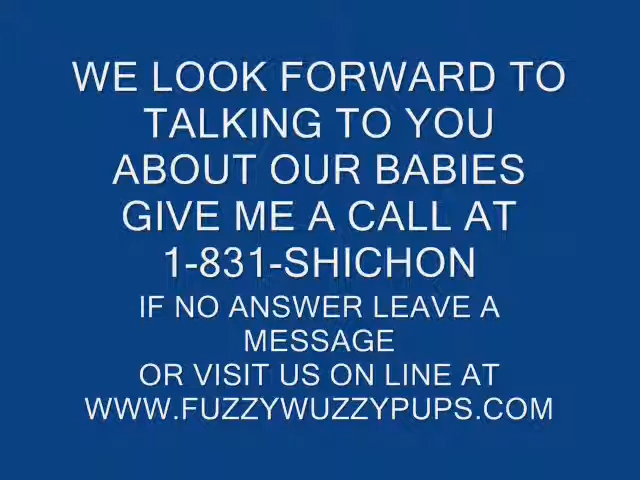 WE LOOK FORWARD TO
TALKING TO YOU
ABOUT OUR BABIES
GIVE ME A CALL AT
1-831-SHICHON
IF NO ANSWER LEAVE A
MESSAGE
OR VISIT US ON LINE AT
WWW.FUZZYWUZZYPUPS.COM